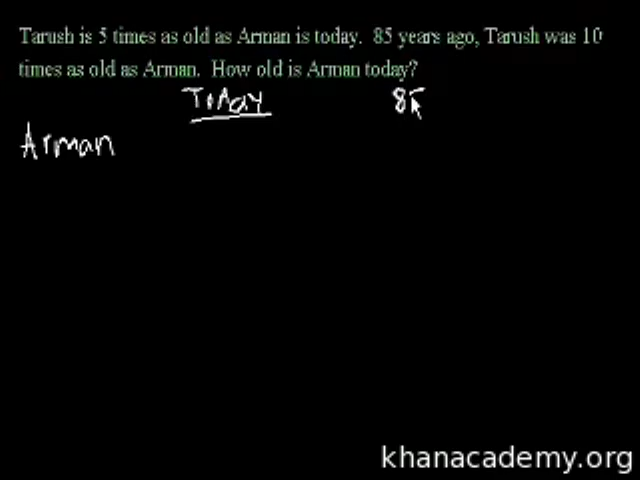 Tarush is 5 times as old as Arman is today. 85 years ago, Tarush was 10
times as old as Arman. How old is Arman today?
Today 85
Arman
khanacademy.org